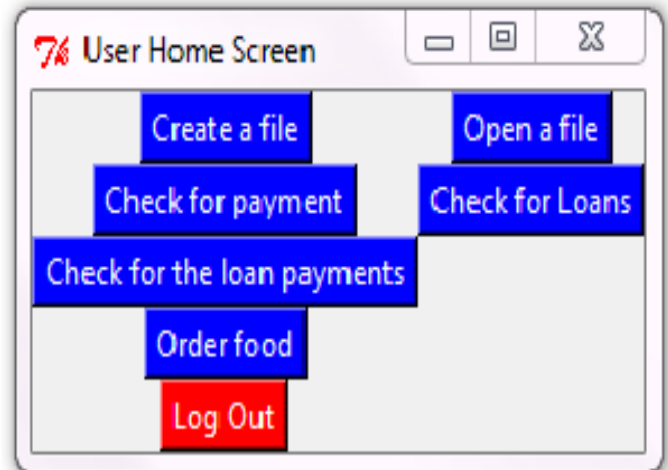 User Home Screen
Create a file Open a file
Check for payment Check for Loans
Check for the loan payments
Order food
Log Out